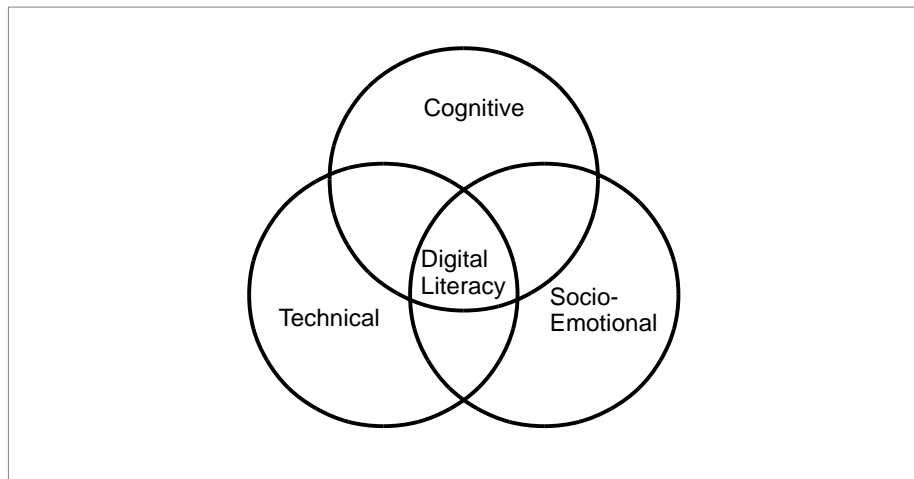 Cognitive
Digital
Literacy
Technical
Socio-
Emotional